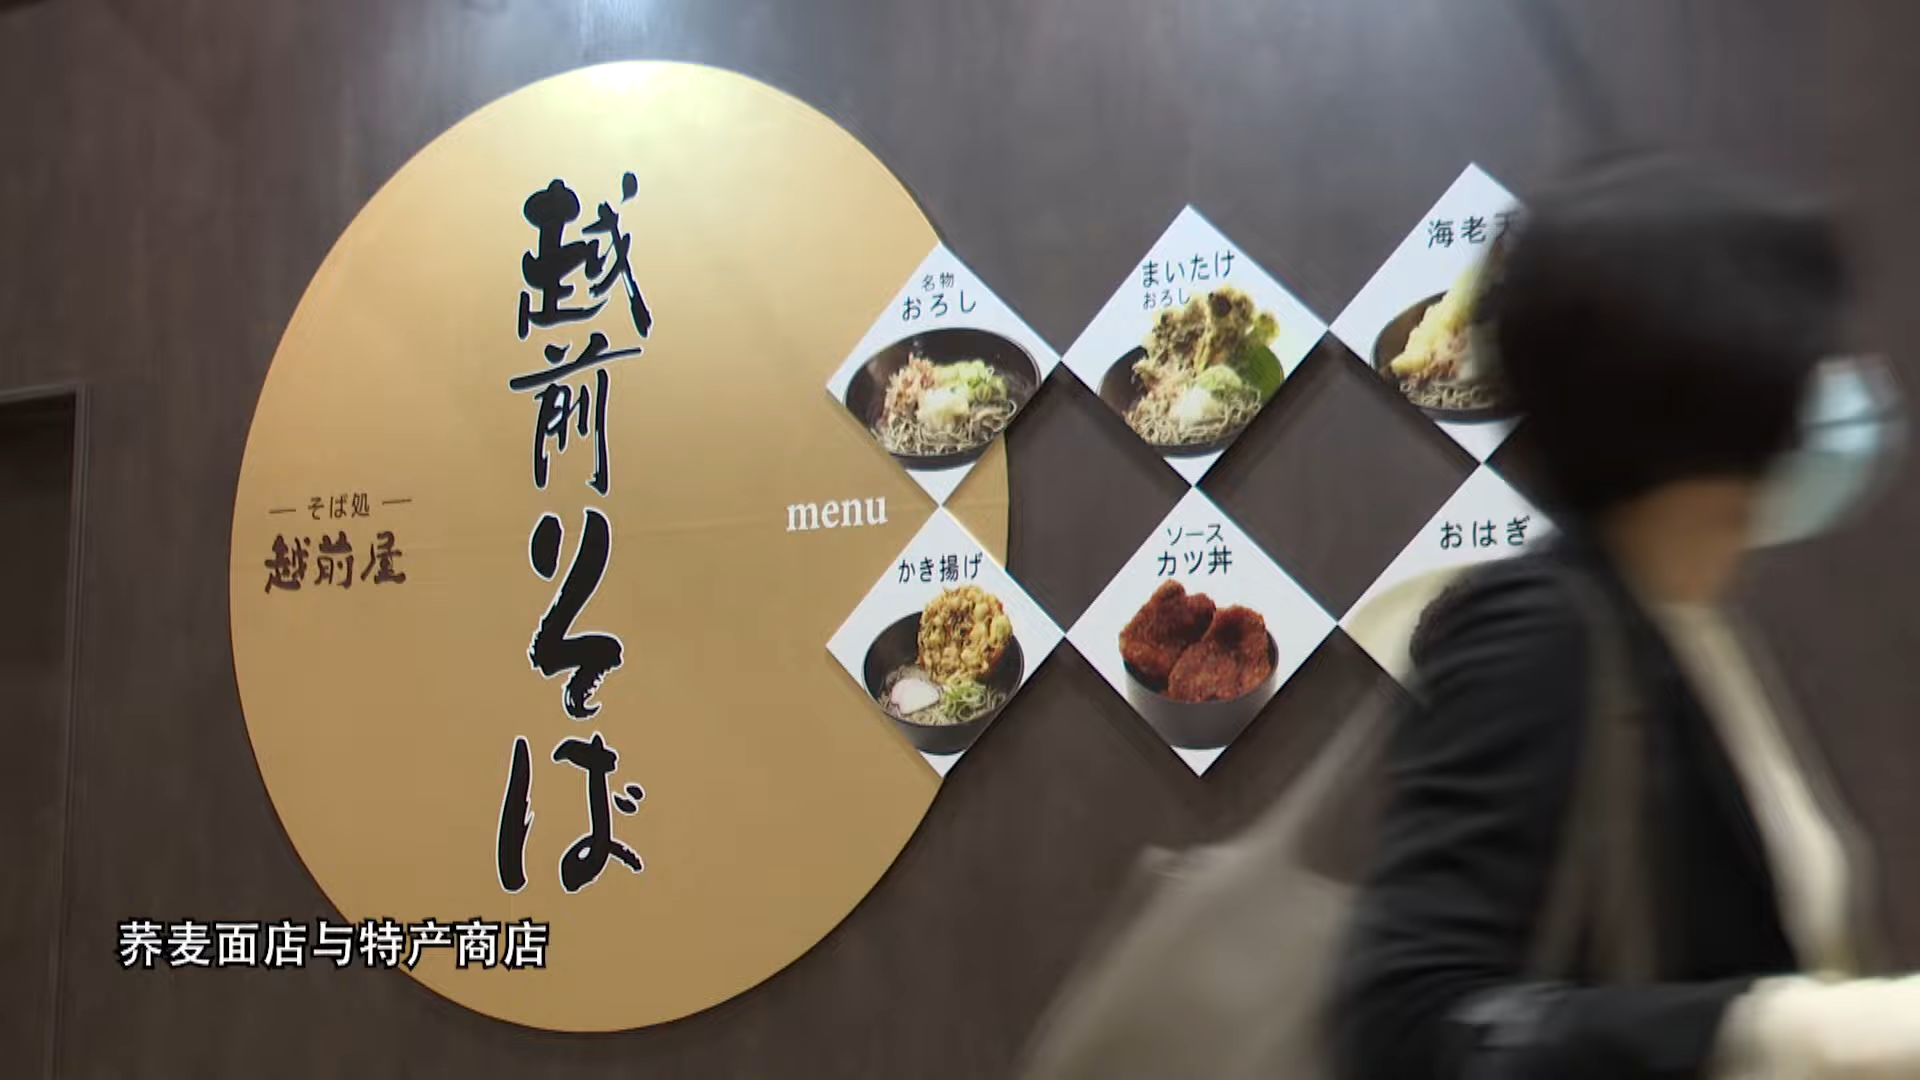 越前そば
そば処
越前屋
menu
名物
おろし
まいたけ
おろし
海老天
かき揚げ
ソース
カツ丼
おはぎ
荞麦面店与特产商店